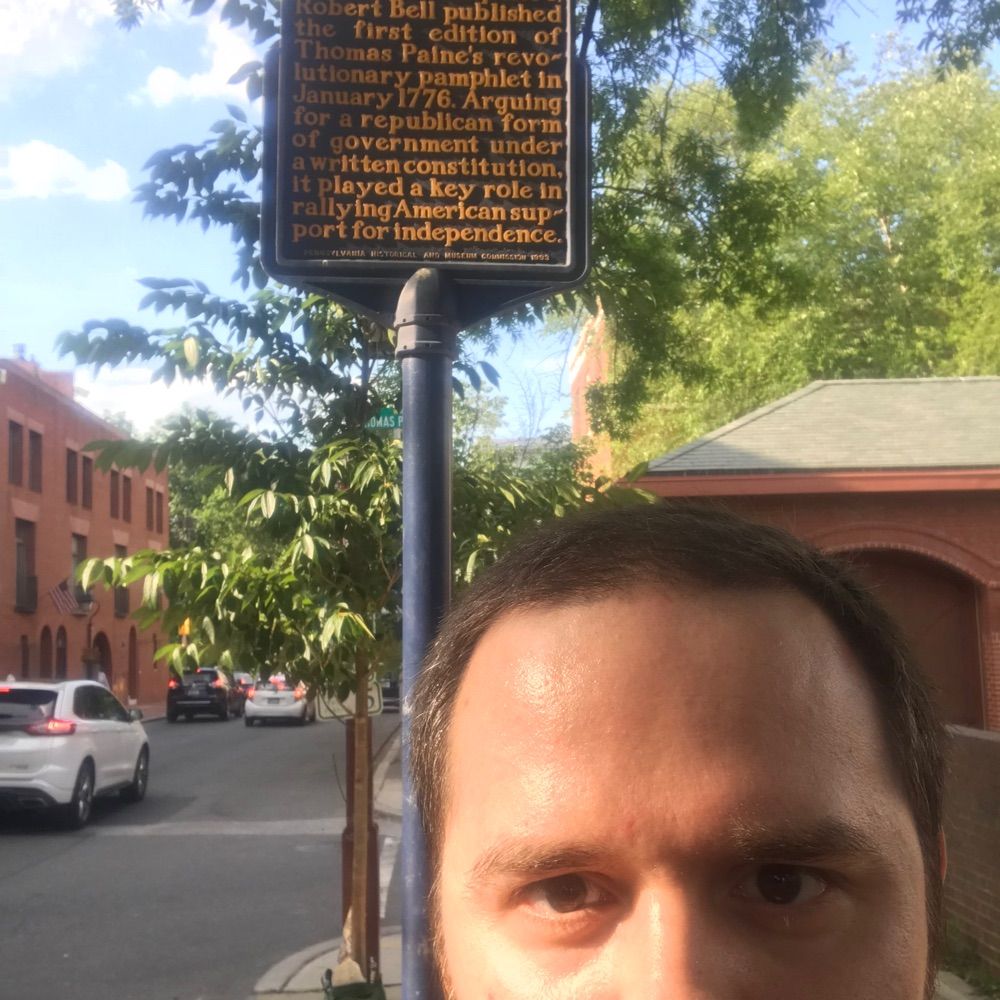 Robert Bell published
the first edition of
Thomas Paine's revo-
lutionary pamphlet in
January 1776. Arguing
for a republican form
of government under
a written constitution,
it played a key role in
rallying American sup-
port for independence.
PENNSYLVANIA HISTORICAL AND MUSEUM COMMISSION 1993
HOMAS P